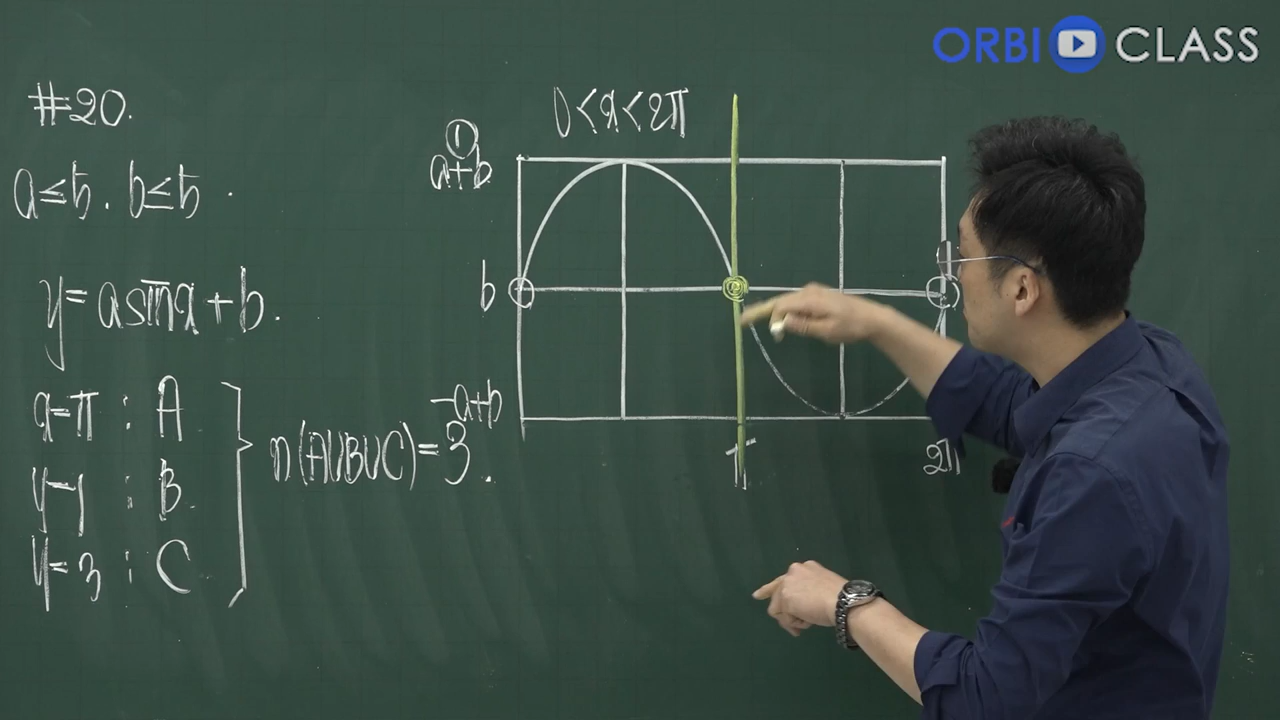 ORBI CLASS
#20.
a≤5. b≤5.
y=asinx+b.
x=π : A
y=1 : B
y=3 : C
n(A∪B∪C)=3.
0<x<2π
①
a+b
b
-a+b
π
2π